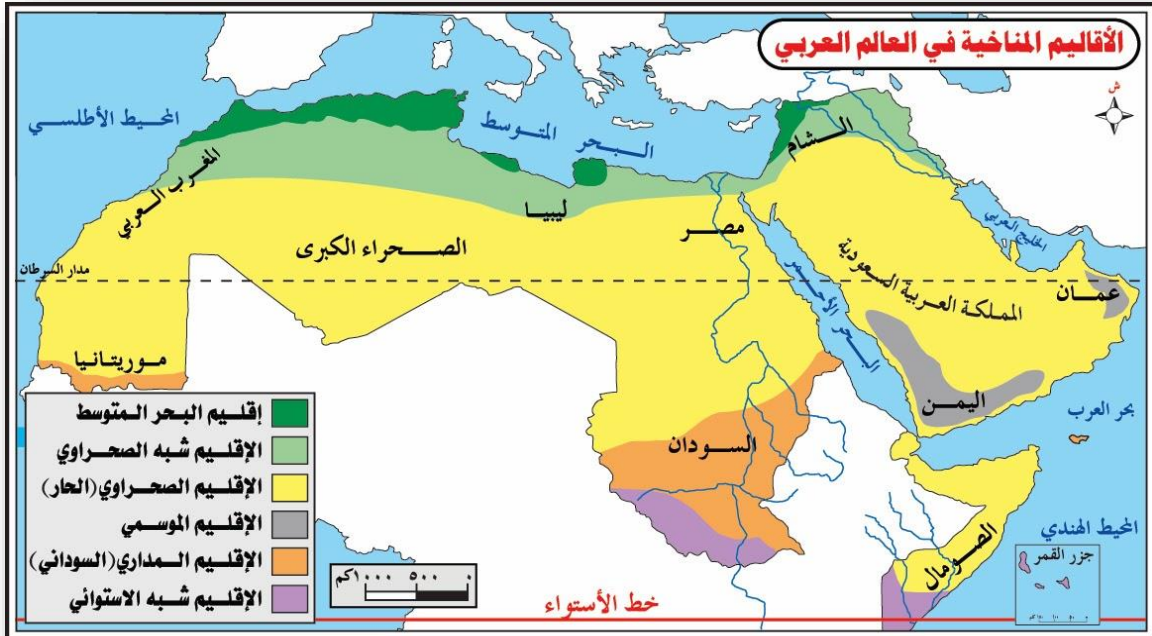 الأقاليم المناخية في العالم العربي
ش
المحيط الأطلسي
البحر المتوسط
الشام
المغرب العربي
ليبيا
مصر
الخليج العربي
الصحراء الكبرى
مدار السرطان
البحر الأحمر
المملكة العربية السعودية
عمان
موريتانيا
اليمن
بحر العرب
السودان
إقليم البحر المتوسط
الإقليم شبه الصحراوي
الإقليم الصحراوي (الحار)
الإقليم الموسمي
الإقليم المداري (السوداني)
الإقليم شبه الاستوائي
الصومال
المحيط الهندي
جزر القمر
١٠٠٠كم ٥٠٠ ٠
خط الأستواء